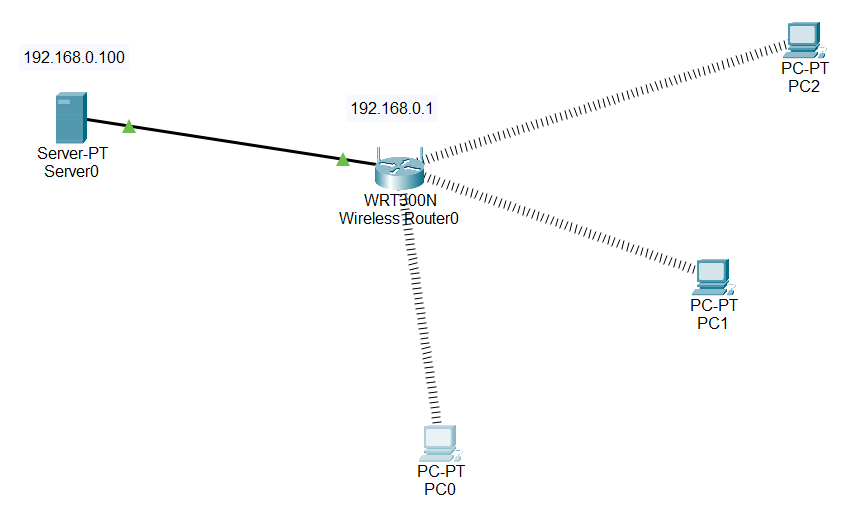 192.168.0.100
Server-PT
Server0
192.168.0.1
WRT300N
Wireless Router0
PC-PT
PC2
PC-PT
PC1
PC-PT
PC0